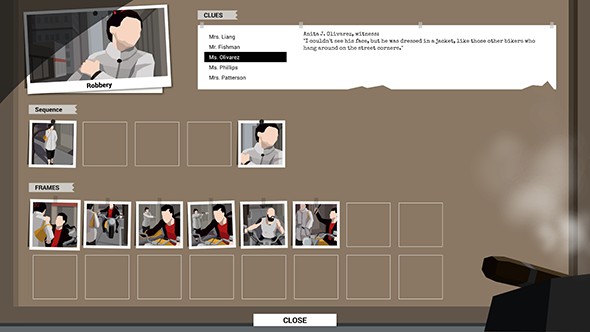 CLUES
Mrs. Liang
Mr. Fishman
Ms. Olivarez
Ms. Phillips
Mrs. Patterson
Anita J. Olivarez, witness:
"I couldn't see his face, but he was dressed in a jacket, like those other bikers who
hang around on the street corners."
Robbery
Sequence
FRAMES
CLOSE